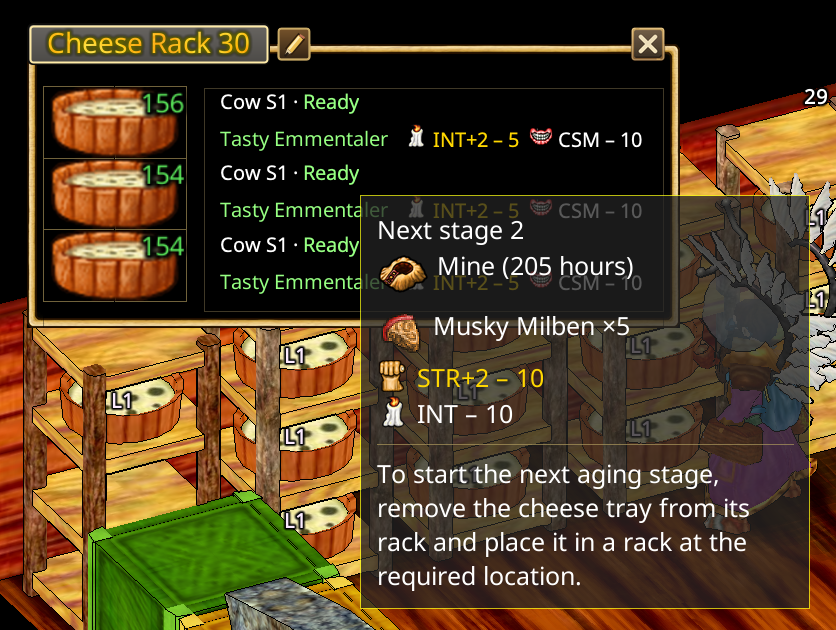 Cheese Rack 30
156
Cow S1 · Ready
Tasty Emmentaler INT+2 – 5 CSM – 10
154
Cow S1 · Ready
Tasty Emmentaler INT+2 – 5 CSM – 10
154
Cow S1 · Ready
Tasty Emmentaler INT+2 – 5 CSM – 10
29
Next stage 2
Mine (205 hours)
Musky Milben ×5
STR+2 – 10
INT – 10
To start the next aging stage,
remove the cheese tray from its
rack and place it in a rack at the
required location.
L1
L1
L1
L1
L1
L1
L1
L1
L1